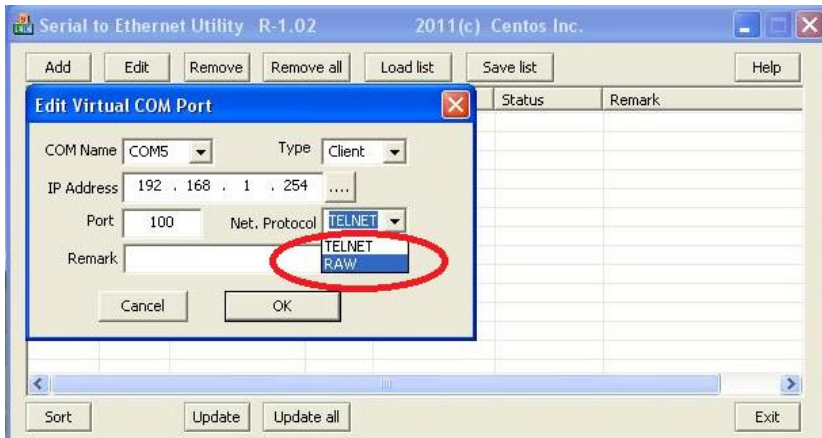 Serial to Ethernet Utility R-1.02 2011(c) Centos Inc.
Add Edit Remove Remove all Load list Save list Help
Status Remark
Edit Virtual COM Port
COM Name COM5 Type Client
IP Address 192 . 168 . 1 . 254 ....
Port 100 Net. Protocol TELNET
TELNET
Remark RAW
Cancel OK
Sort Update Update all Exit